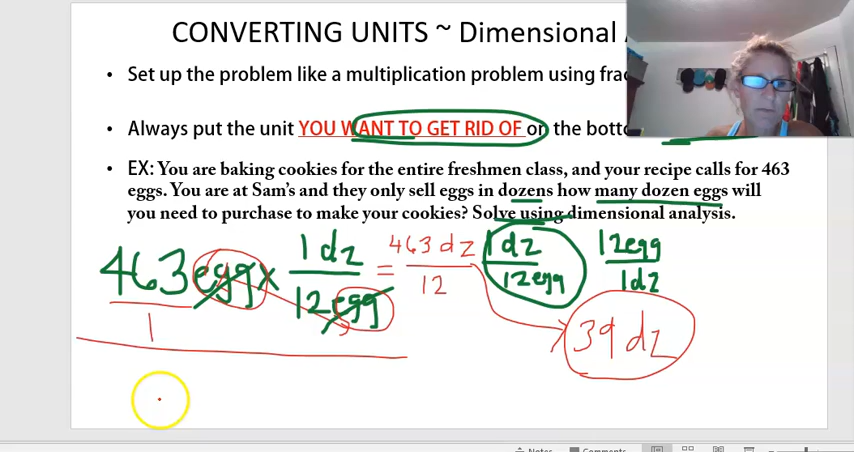 CONVERTING UNITS ~ Dimensional
• Set up the problem like a multiplication problem using
• Always put the unit YOU WANT TO GET RID OF on the
• EX: You are baking cookies for the entire freshmen class, and your recipe calls for 463
eggs. You are at Sam's and they only sell eggs in dozens how many dozen eggs will
you need to purchase to make your cookies? Solve using dimensional analysis.
463 egg x 1 dz = 463 dz 1 dz 12 egg
1 12 egg 12 12 egg 1 dz
39 dz
Notes Comments